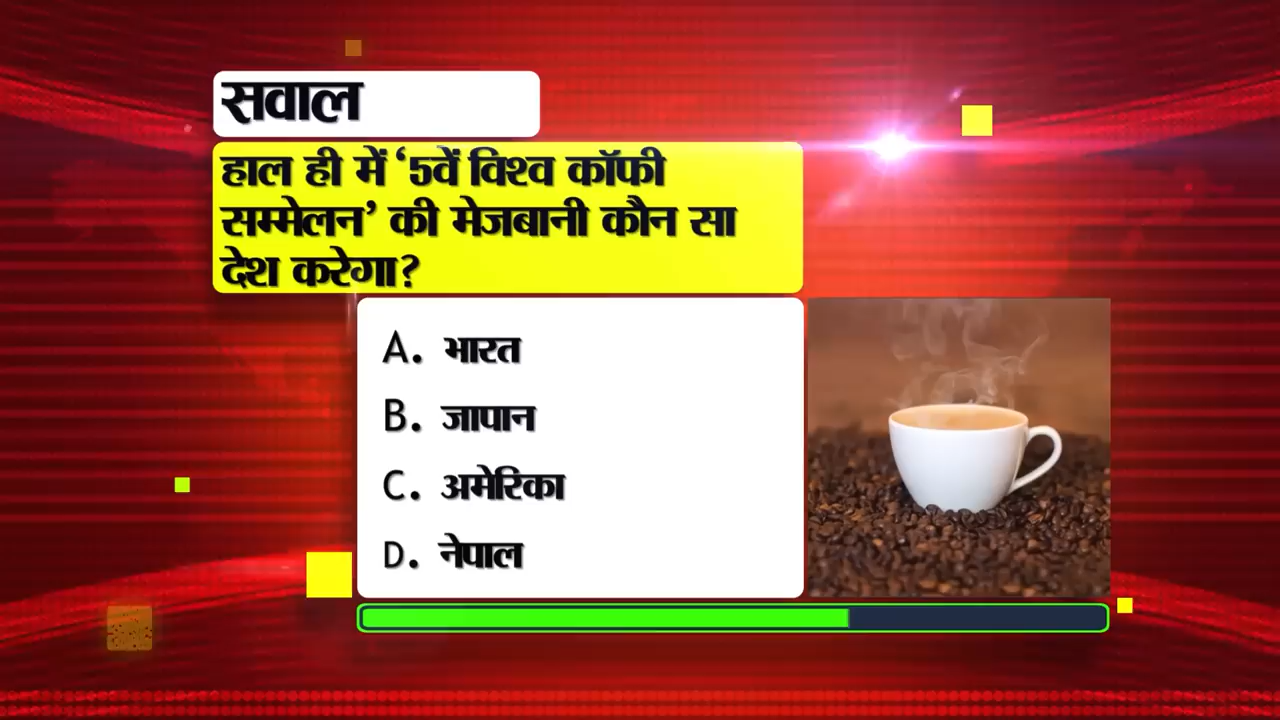 सवाल
हाल ही में ‘5वें विश्व कॉफी
सम्मेलन’ की मेजबानी कौन सा
देश करेगा?
A. भारत
B. जापान
C. अमेरिका
D. नेपाल